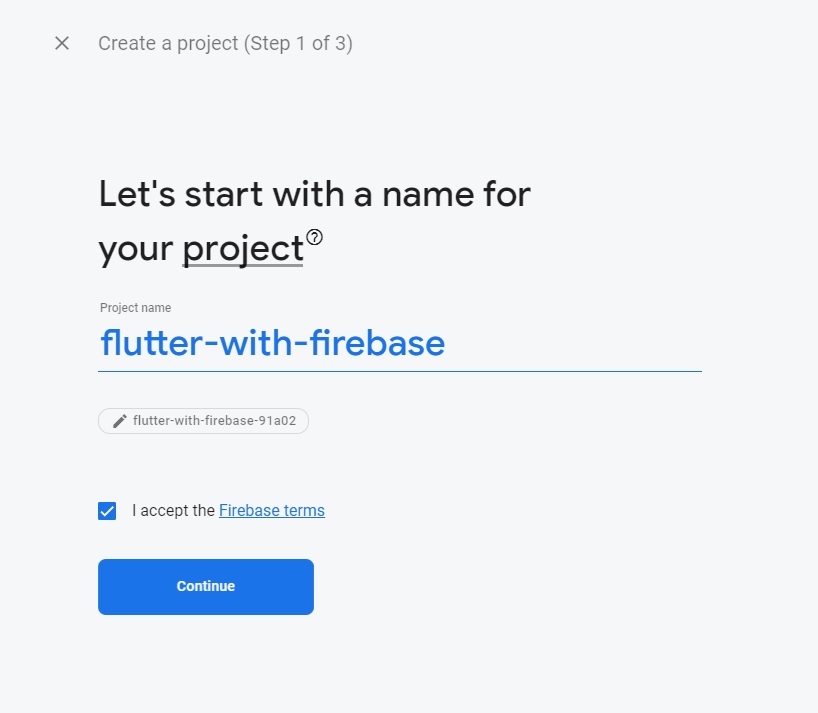 Create a project (Step 1 of 3)
Let's start with a name for
your project
Project name
flutter-with-firebase
flutter-with-firebase-91a02
I accept the Firebase terms
Continue